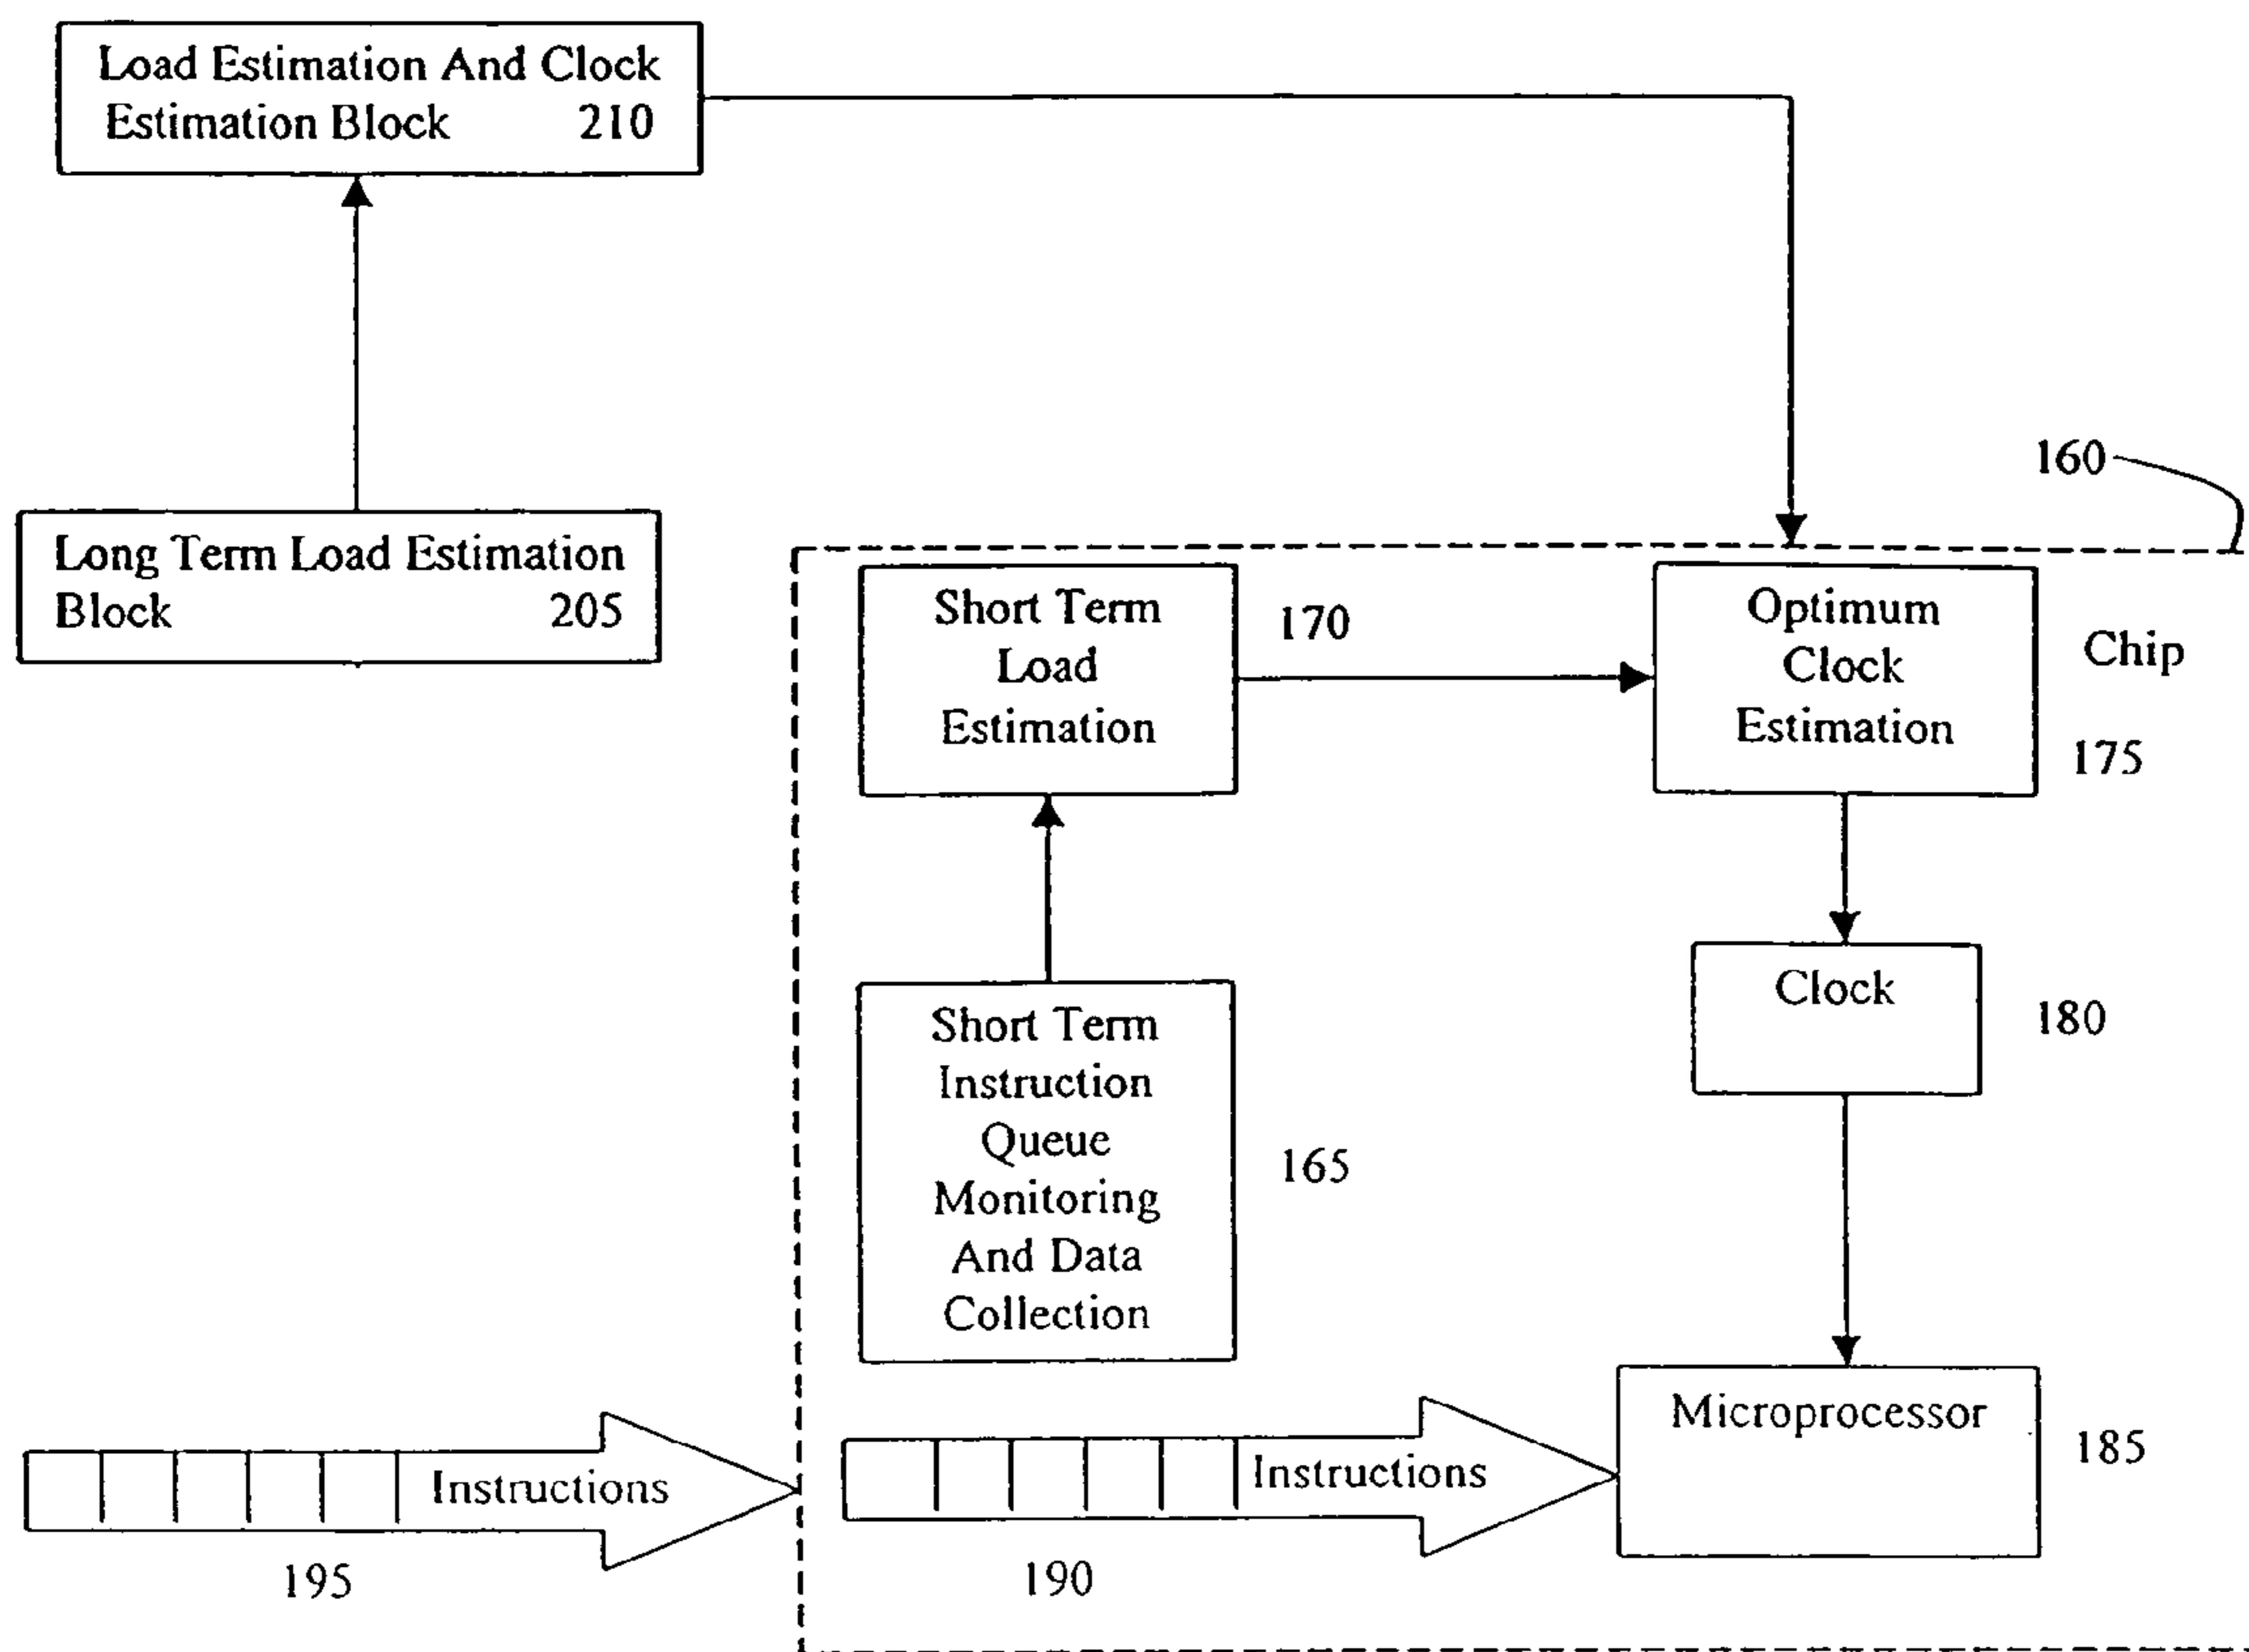 Load Estimation And Clock
Estimation Block 210
160
Long Term Load Estimation
Block 205
Short Term
Load
Estimation
170
Optimum
Clock
Estimation
Chip
175
Clock
180
Short Term
Instruction
Queue
Monitoring
And Data
Collection
165
Microprocessor
185
Instructions
195
Instructions
190